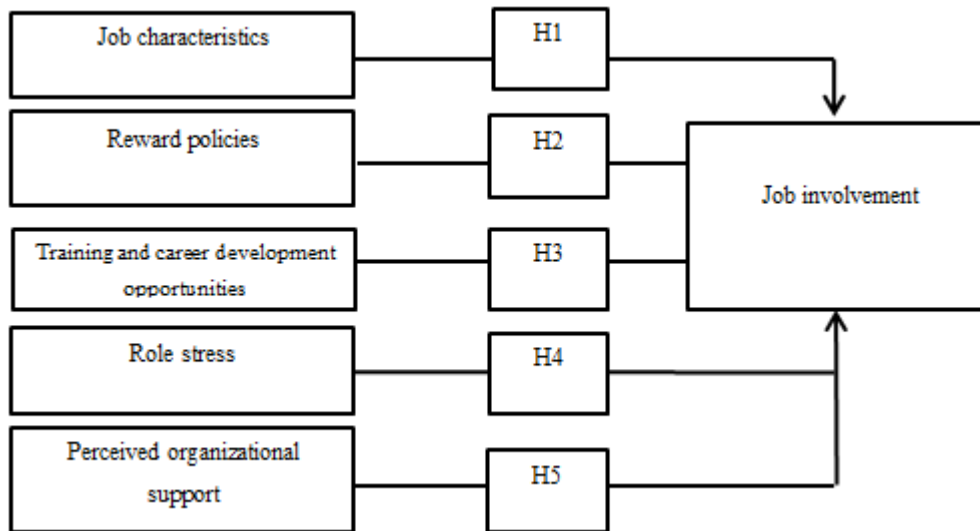 Job characteristics
H1
Reward policies
H2
Job involvement
Training and career development
opportunities
H3
Role stress
H4
Perceived organizational
support
H5